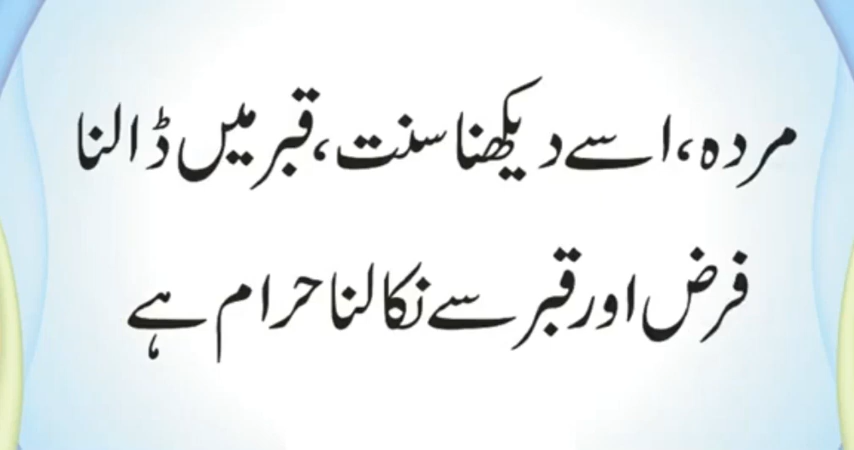 مردہ، اسے دیکھنا سنت، قبر میں ڈالنا
فرض اور قبر سے نکالنا حرام ہے